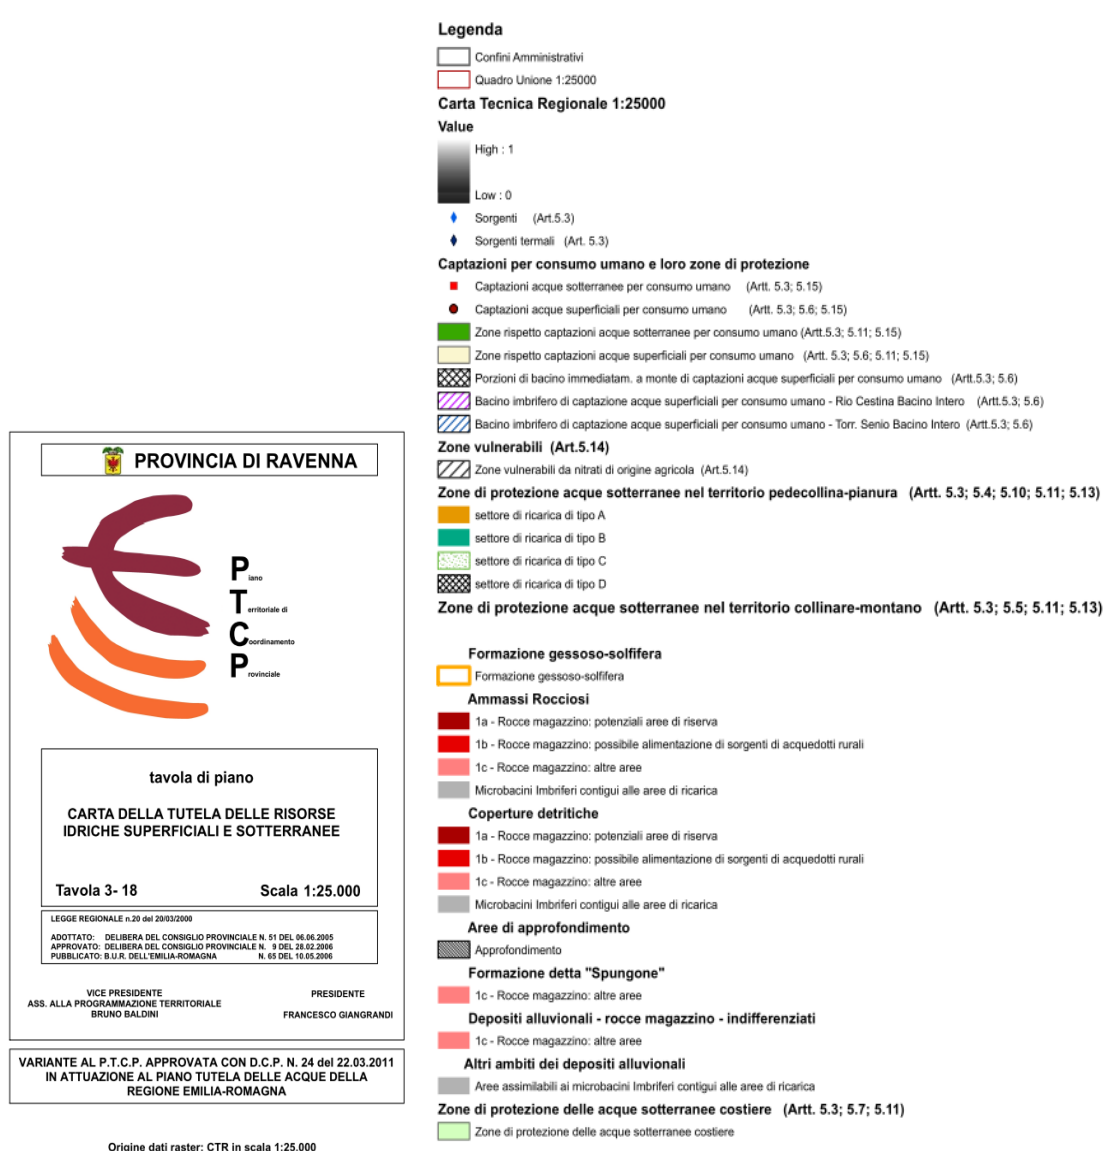 Legenda
Confini Amministrativi
Quadro Unione 1:25000
Carta Tecnica Regionale 1:25000
Value
High : 1
Low : 0
Sorgenti (Art.5.3)
Sorgenti termali (Art. 5.3)
Captazioni per consumo umano e loro zone di protezione
Captazioni acque sotterranee per consumo umano (Artt. 5.3; 5.15)
Captazioni acque superficiali per consumo umano (Artt. 5.3; 5.6; 5.15)
Zone rispetto captazioni acque sotterranee per consumo umano (Artt.5.3; 5.11; 5.15)
Zone rispetto captazioni acque superficiali per consumo umano (Artt. 5.3; 5.6; 5.11; 5.15)
Porzioni di bacino immediatam. a monte di captazioni acque superficiali per consumo umano (Artt.5.3; 5.6)
Bacino imbrifero di captazione acque superficiali per consumo umano - Rio Cestina Bacino Intero (Artt.5.3; 5.6)
Bacino imbrifero di captazione acque superficiali per consumo umano - Torr. Senio Bacino Intero (Artt.5.3; 5.6)
Zone vulnerabili (Art.5.14)
Zone vulnerabili da nitrati di origine agricola (Art.5.14)
Zone di protezione acque sotterranee nel territorio pedecollina-pianura (Artt. 5.3; 5.4; 5.10; 5.11; 5.13)
settore di ricarica di tipo A
settore di ricarica di tipo B
settore di ricarica di tipo C
settore di ricarica di tipo D
Zone di protezione acque sotterranee nel territorio collinare-montano (Artt. 5.3; 5.5; 5.11; 5.13)
Formazione gessoso-solfifera
Formazione gessoso-solfifera
Ammassi Rocciosi
1a - Rocce magazzino: potenziali aree di riserva
1b - Rocce magazzino: possibile alimentazione di sorgenti di acquedotti rurali
1c - Rocce magazzino: altre aree
Microbacini Imbriferi contigui alle aree di ricarica
Coperture detritiche
1a - Rocce magazzino: potenziali aree di riserva
1b - Rocce magazzino: possibile alimentazione di sorgenti di acquedotti rurali
1c - Rocce magazzino: altre aree
Microbacini Imbriferi contigui alle aree di ricarica
Aree di approfondimento
Approfondimento
Formazione detta "Spungone"
1c - Rocce magazzino: altre aree
Depositi alluvionali - rocce magazzino - indifferenziati
1c - Rocce magazzino: altre aree
Altri ambiti dei depositi alluvionali
Aree assimilabili ai microbacini Imbriferi contigui alle aree di ricarica
Zone di protezione delle acque sotterranee costiere (Artt. 5.3; 5.7; 5.11)
Zone di protezione delle acque sotterranee costiere
PROVINCIA DI RAVENNA
Piano
Territoriale di
Coordinamento
Provinciale
tavola di piano
CARTA DELLA TUTELA DELLE RISORSE
IDRICHE SUPERFICIALI E SOTTERRANEE
Tavola 3- 18 Scala 1:25.000
LEGGE REGIONALE n.20 del 20/03/2000
ADOTTATO: DELIBERA DEL CONSIGLIO PROVINCIALE N. 51 DEL 06.06.2005
APPROVATO: DELIBERA DEL CONSIGLIO PROVINCIALE N. 9 DEL 28.02.2006
PUBBLICATO: B.U.R. DELL'EMILIA-ROMAGNA N. 65 DEL 10.05.2006
VICE PRESIDENTE
ASS. ALLA PROGRAMMAZIONE TERRITORIALE
BRUNO BALDINI
PRESIDENTE
FRANCESCO GIANGRANDI
VARIANTE AL P.T.C.P. APPROVATA CON D.C.P. N. 24 del 22.03.2011
IN ATTUAZIONE AL PIANO TUTELA DELLE ACQUE DELLA
REGIONE EMILIA-ROMAGNA
Origine dati raster: CTR in scala 1:25.000